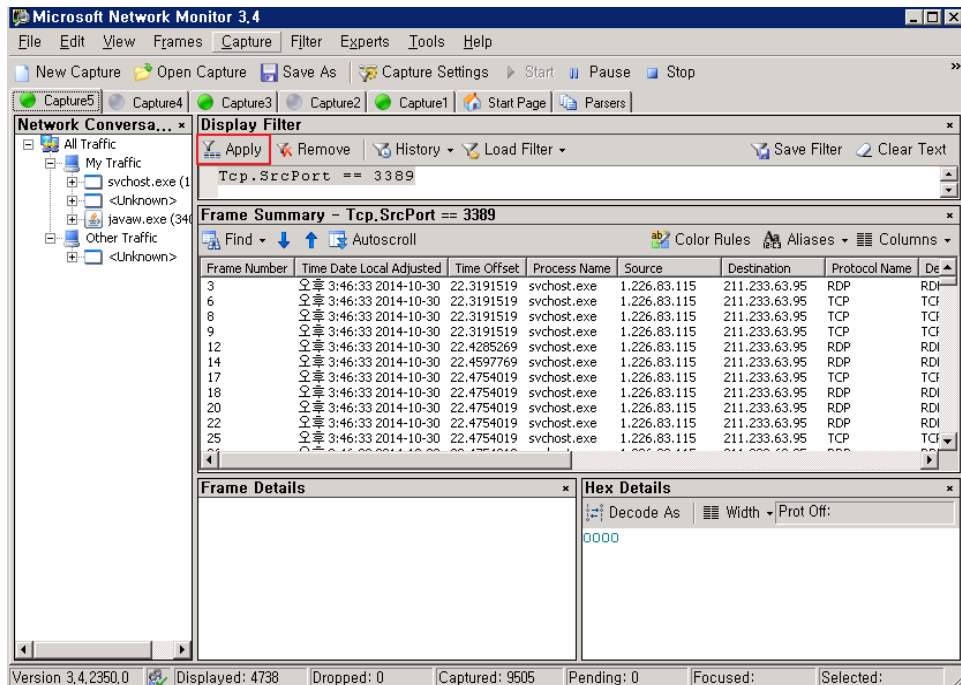 Microsoft Network Monitor 3.4
File Edit View Frames Capture Filter Experts Tools Help
New Capture Open Capture Save As Capture Settings Start Pause Stop »
Capture5 Capture4 Capture3 Capture2 Capture1 Start Page Parsers
Network Conversa...
All Traffic
My Traffic
svchost.exe (1
<Unknown>
javaw.exe (340
Other Traffic
<Unknown>
Display Filter
Apply Remove History Load Filter Save Filter Clear Text
Tcp.SrcPort == 3389
Frame Summary - Tcp.SrcPort == 3389
Find Autoscroll Color Rules Aliases Columns
Frame Number Time Date Local Adjusted Time Offset Process Name Source Destination Protocol Name De
3 오후 3:46:33 2014-10-30 22.3191519 svchost.exe 1.226.83.115 211.233.63.95 RDP RDI
6 오후 3:46:33 2014-10-30 22.3191519 svchost.exe 1.226.83.115 211.233.63.95 TCP TCF
8 오후 3:46:33 2014-10-30 22.3191519 svchost.exe 1.226.83.115 211.233.63.95 TCP TCF
9 오후 3:46:33 2014-10-30 22.3191519 svchost.exe 1.226.83.115 211.233.63.95 TCP TCF
12 오후 3:46:33 2014-10-30 22.4285269 svchost.exe 1.226.83.115 211.233.63.95 RDP RDI
14 오후 3:46:33 2014-10-30 22.4597769 svchost.exe 1.226.83.115 211.233.63.95 RDP RDI
17 오후 3:46:33 2014-10-30 22.4754019 svchost.exe 1.226.83.115 211.233.63.95 TCP TCF
18 오후 3:46:33 2014-10-30 22.4754019 svchost.exe 1.226.83.115 211.233.63.95 RDP RDI
20 오후 3:46:33 2014-10-30 22.4754019 svchost.exe 1.226.83.115 211.233.63.95 RDP RDI
22 오후 3:46:33 2014-10-30 22.4754019 svchost.exe 1.226.83.115 211.233.63.95 RDP RDI
25 오후 3:46:33 2014-10-30 22.4754019 svchost.exe 1.226.83.115 211.233.63.95 TCP TCF
Frame Details
Hex Details
Decode As Width Prot Off:
0000
Version 3.4.2350.0 Displayed: 4738 Dropped: 0 Captured: 9505 Pending: 0 Focused: Selected: